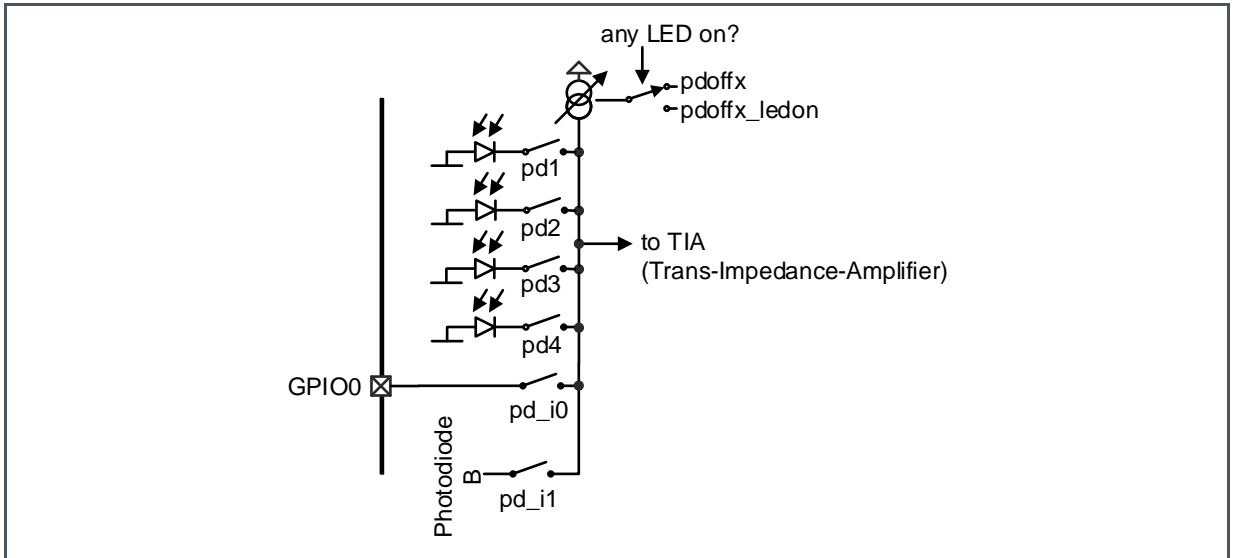 any LED on?
pdoffx
pdoffx_ledon
pd1
pd2
to TIA
(Trans-Impedance-Amplifier)
pd3
pd4
GPIO0
pd_i0
Photodiode
B
pd_i1